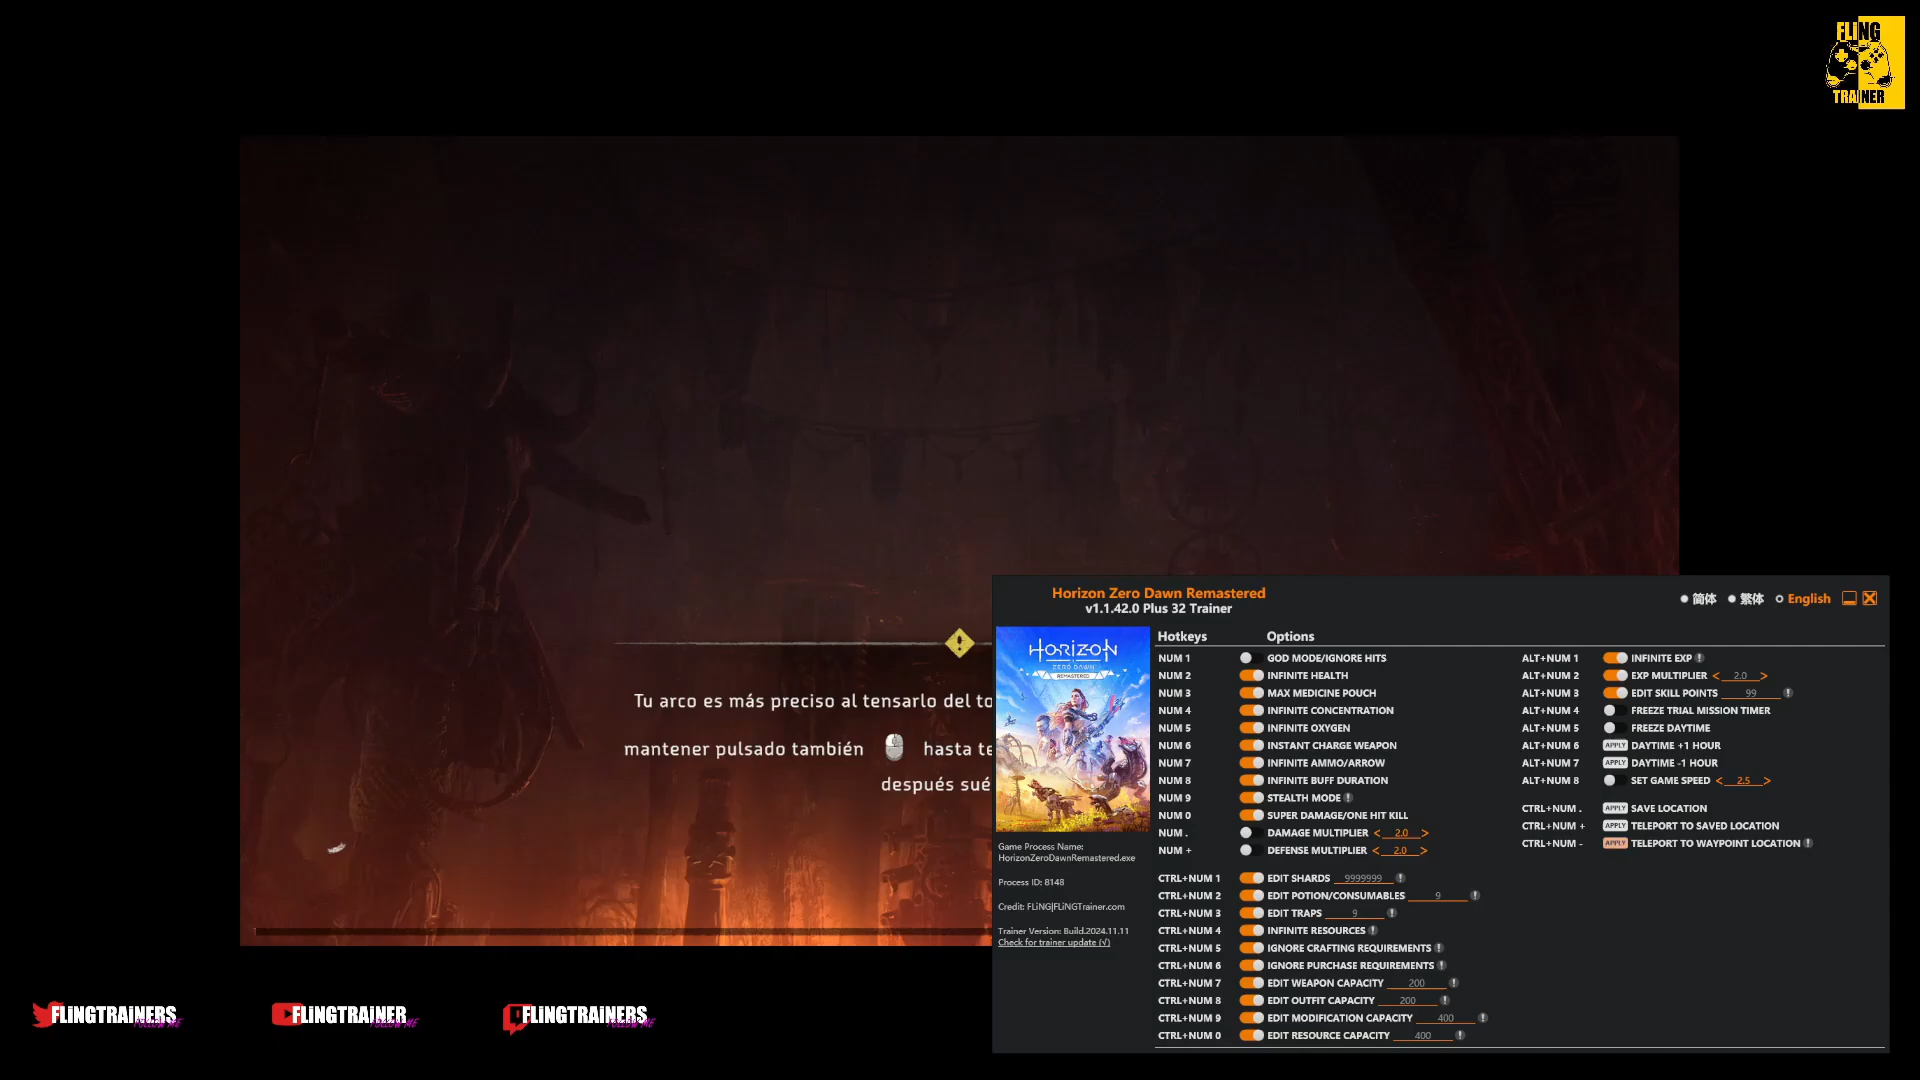 FLiNG
TRAINER
Tu arco es más preciso al tensarlo del to
mantener pulsado también hasta te
después sué
Horizon Zero Dawn Remastered
v1.1.42.0 Plus 32 Trainer
简体 繁体 English
HORIZON
ZERO DAWN
REMASTERED
Game Process Name:
HorizonZeroDawnRemastered.exe
Process ID: 8148
Credit: FLiNG|FLiNGTrainer.com
Trainer Version: Build.2024.11.11
Check for trainer update (√)
Hotkeys Options
NUM 1 GOD MODE/IGNORE HITS
NUM 2 INFINITE HEALTH
NUM 3 MAX MEDICINE POUCH
NUM 4 INFINITE CONCENTRATION
NUM 5 INFINITE OXYGEN
NUM 6 INSTANT CHARGE WEAPON
NUM 7 INFINITE AMMO/ARROW
NUM 8 INFINITE BUFF DURATION
NUM 9 STEALTH MODE !
NUM 0 SUPER DAMAGE/ONE HIT KILL
NUM . DAMAGE MULTIPLIER < 2.0 >
NUM + DEFENSE MULTIPLIER < 2.0 >
CTRL+NUM 1 EDIT SHARDS 9999999 !
CTRL+NUM 2 EDIT POTION/CONSUMABLES 9 !
CTRL+NUM 3 EDIT TRAPS 9 !
CTRL+NUM 4 INFINITE RESOURCES !
CTRL+NUM 5 IGNORE CRAFTING REQUIREMENTS !
CTRL+NUM 6 IGNORE PURCHASE REQUIREMENTS !
CTRL+NUM 7 EDIT WEAPON CAPACITY 200 !
CTRL+NUM 8 EDIT OUTFIT CAPACITY 200 !
CTRL+NUM 9 EDIT MODIFICATION CAPACITY 400 !
CTRL+NUM 0 EDIT RESOURCE CAPACITY 400 !
ALT+NUM 1 INFINITE EXP !
ALT+NUM 2 EXP MULTIPLIER < 2.0 >
ALT+NUM 3 EDIT SKILL POINTS 99 !
ALT+NUM 4 FREEZE TRIAL MISSION TIMER
ALT+NUM 5 FREEZE DAYTIME
ALT+NUM 6 APPLY DAYTIME +1 HOUR
ALT+NUM 7 APPLY DAYTIME -1 HOUR
ALT+NUM 8 SET GAME SPEED < 2.5 >
CTRL+NUM . APPLY SAVE LOCATION
CTRL+NUM + APPLY TELEPORT TO SAVED LOCATION
CTRL+NUM - APPLY TELEPORT TO WAYPOINT LOCATION !
FLiNGTRAINERS FOLLOW ME
FLiNGTRAINER FOLLOW ME
FLiNGTRAINERS FOLLOW ME